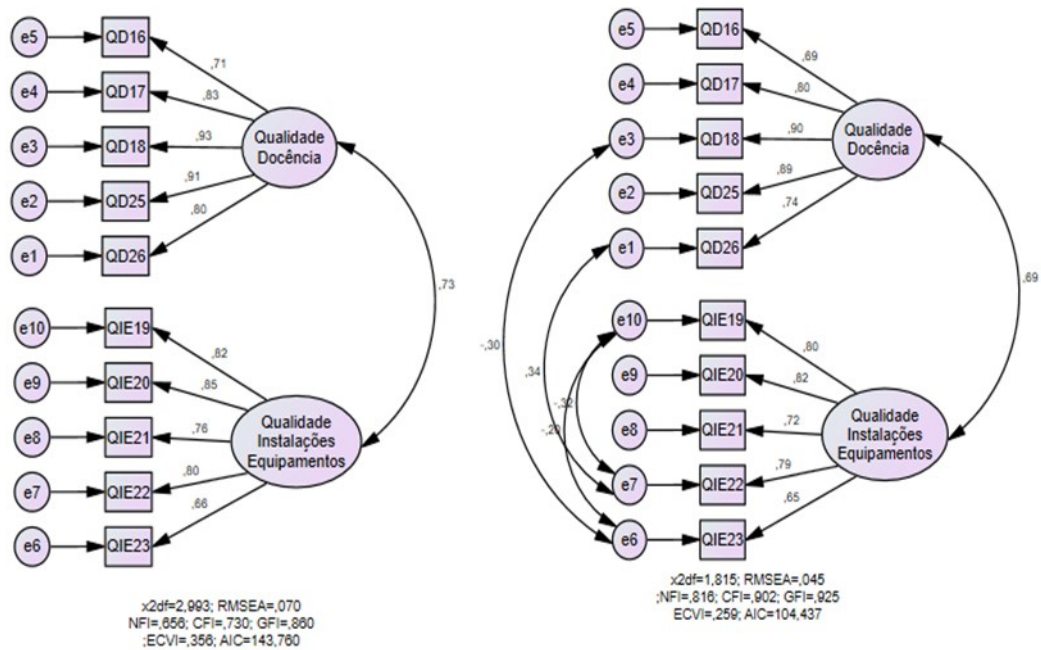 e5
QD16
,71
e4
QD17
,83
e3
QD18
,93
Qualidade
Docência
e2
QD25
,91
e1
QD26
,80
,73
e10
QIE19
,82
e9
QIE20
,85
e8
QIE21
,76
Qualidade
Instalações
Equipamentos
e7
QIE22
,80
e6
QIE23
,66
x2df=2,993; RMSEA=,070
NFI=,656; CFI=,730; GFI=,860
;ECVI=,356; AIC=143,760
e5
QD16
,69
e4
QD17
,80
e3
QD18
,90
Qualidade
Docência
e2
QD25
,89
e1
QD26
,74
,69
-,30
,34
-,32
e10
QIE19
,80
e9
QIE20
,82
e8
QIE21
,72
Qualidade
Instalações
Equipamentos
e7
QIE22
,79
e6
QIE23
,65
x2df=1,815; RMSEA=,045
;NFI=,816; CFI=,902; GFI=,925
ECVI=,259; AIC=104,437